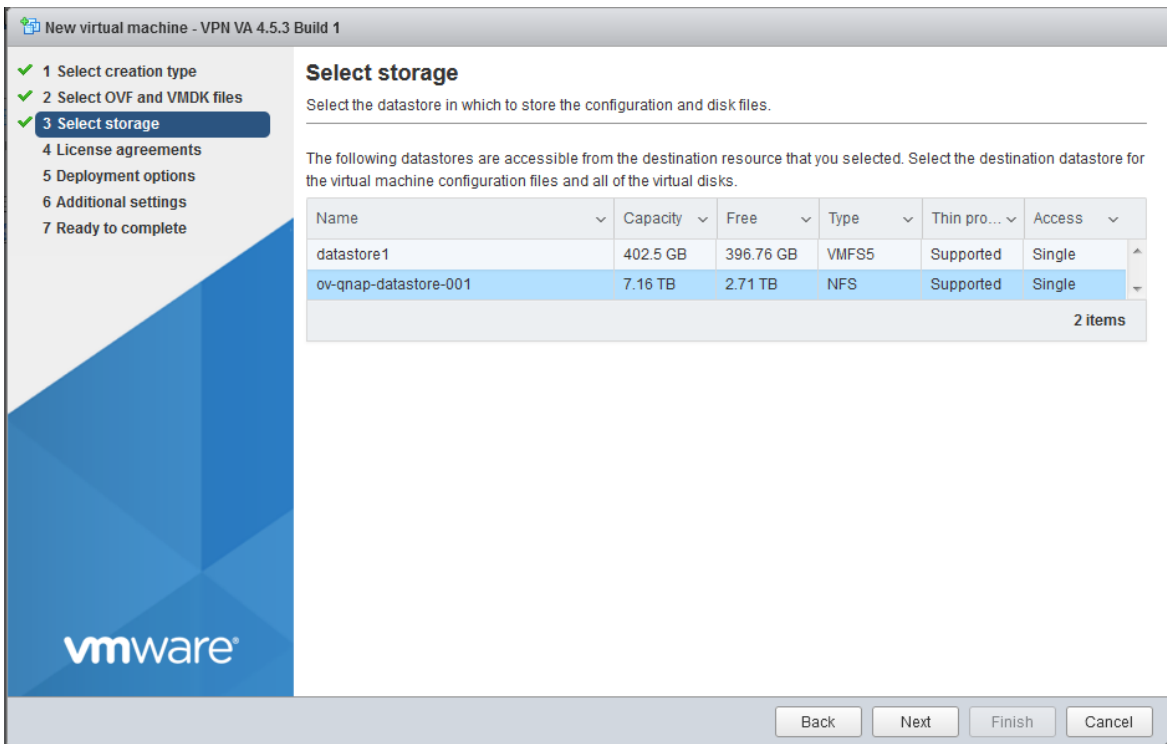 New virtual machine - VPN VA 4.5.3 Build 1
1 Select creation type
2 Select OVF and VMDK files
3 Select storage
4 License agreements
5 Deployment options
6 Additional settings
7 Ready to complete
vmware®
Select storage
Select the datastore in which to store the configuration and disk files.
The following datastores are accessible from the destination resource that you selected. Select the destination datastore for
the virtual machine configuration files and all of the virtual disks.
Name Capacity Free Type Thin pro... Access
datastore1 402.5 GB 396.76 GB VMFS5 Supported Single
ov-qnap-datastore-001 7.16 TB 2.71 TB NFS Supported Single
2 items
Back Next Finish Cancel